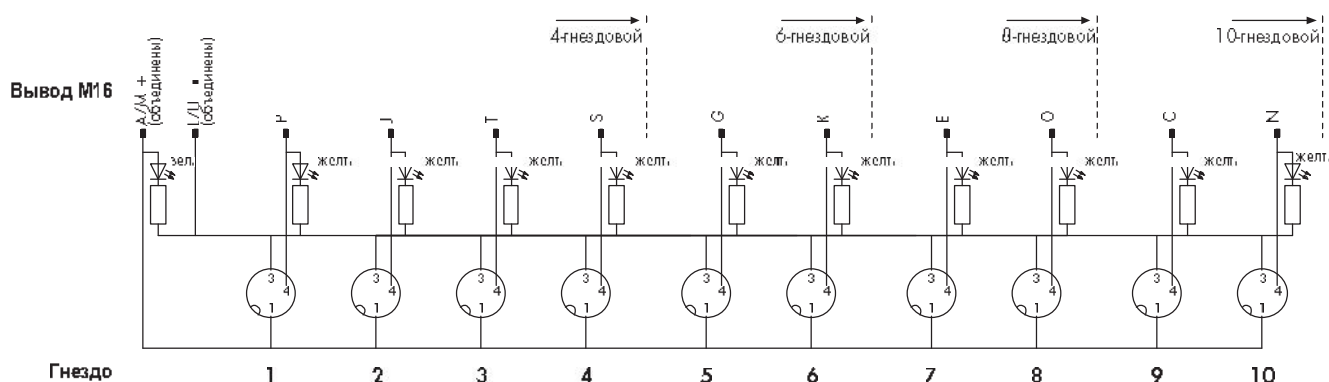 4-гнездовой 6-гнездовой 8-гнездовой 10-гнездовой
Вывод M16
A/M +
(объединены)
L/U -
(объединены)
P J T S G K E O C N
зел. желт. желт. желт. желт. желт. желт. желт. желт. желт. желт.
3 4 1 3 4 1 3 4 1 3 4 1 3 4 1 3 4 1 3 4 1 3 4 1 3 4 1 3 4 1
Гнездо 1 2 3 4 5 6 7 8 9 10